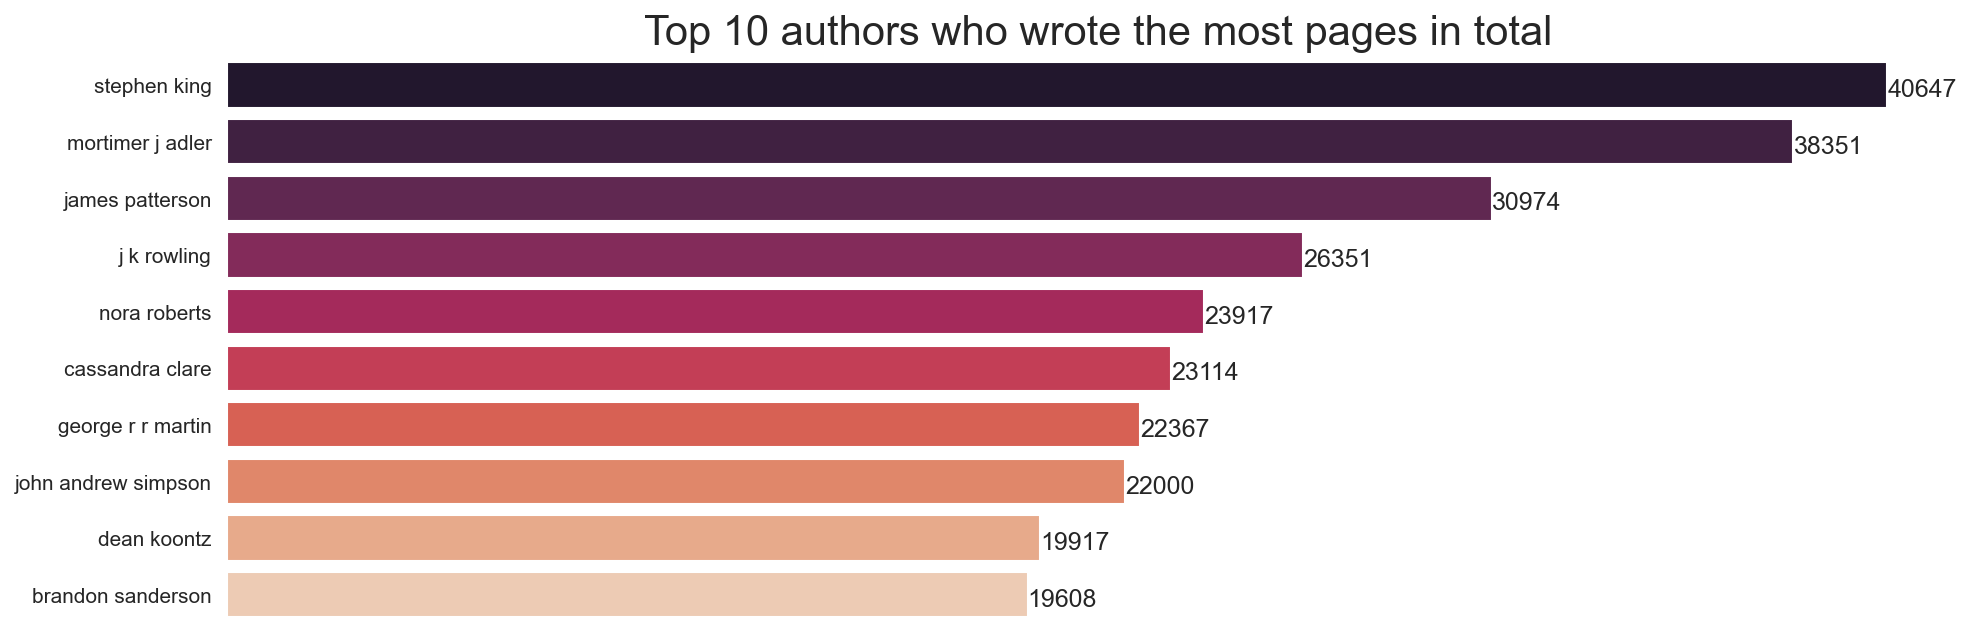 Top 10 authors who wrote the most pages in total
stephen king 40647
mortimer j adler 38351
james patterson 30974
j k rowling 26351
nora roberts 23917
cassandra clare 23114
george r r martin 22367
john andrew simpson 22000
dean koontz 19917
brandon sanderson 19608